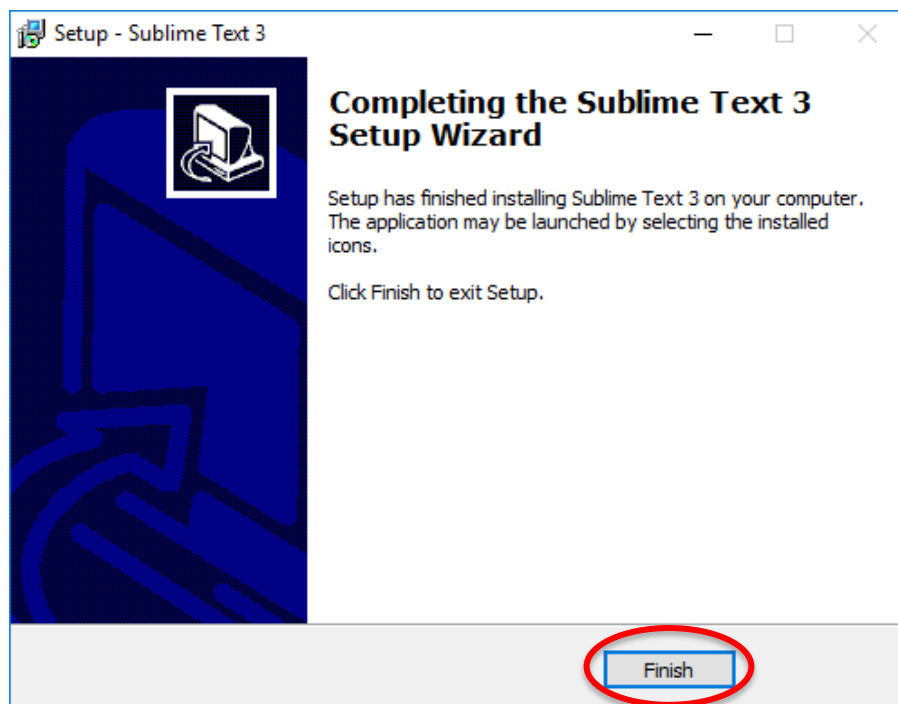 Setup - Sublime Text 3
Completing the Sublime Text 3
Setup Wizard
Setup has finished installing Sublime Text 3 on your computer.
The application may be launched by selecting the installed
icons.
Click Finish to exit Setup.
Finish